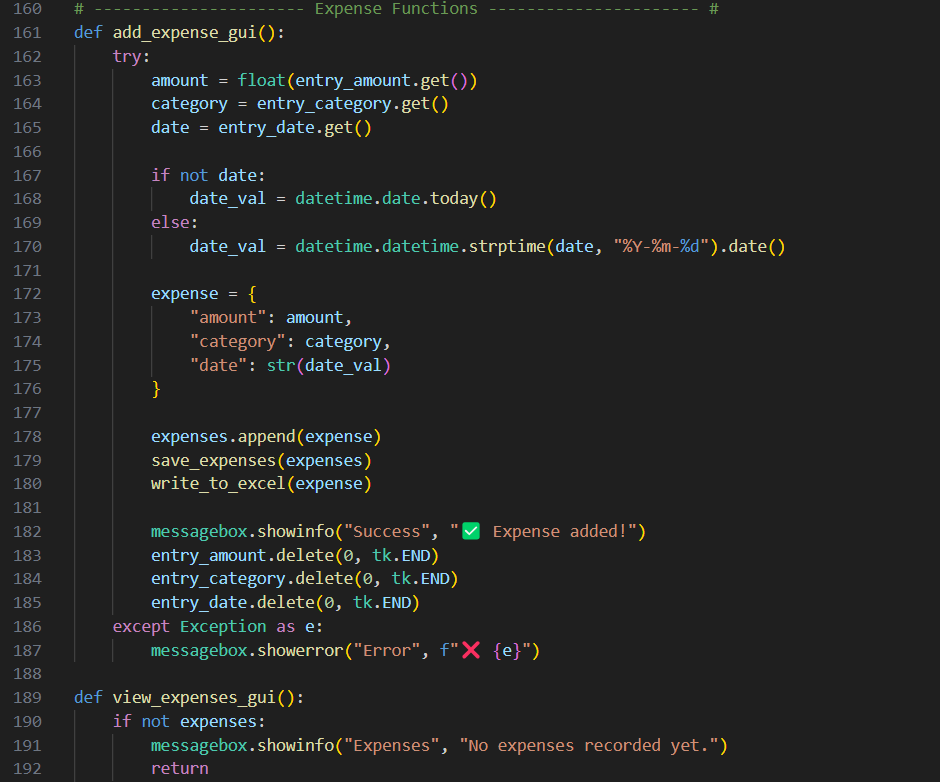 160 # ---------------------- Expense Functions ---------------------- #
161 def add_expense_gui():
162     try:
163         amount = float(entry_amount.get())
164         category = entry_category.get()
165         date = entry_date.get()
166
167         if not date:
168             date_val = datetime.date.today()
169         else:
170             date_val = datetime.datetime.strptime(date, "%Y-%m-%d").date()
171
172         expense = {
173             "amount": amount,
174             "category": category,
175             "date": str(date_val)
176         }
177
178         expenses.append(expense)
179         save_expenses(expenses)
180         write_to_excel(expense)
181
182         messagebox.showinfo("Success", "✅ Expense added!")
183         entry_amount.delete(0, tk.END)
184         entry_category.delete(0, tk.END)
185         entry_date.delete(0, tk.END)
186     except Exception as e:
187         messagebox.showerror("Error", f"❌ {e}")
188
189 def view_expenses_gui():
190     if not expenses:
191         messagebox.showinfo("Expenses", "No expenses recorded yet.")
192         return